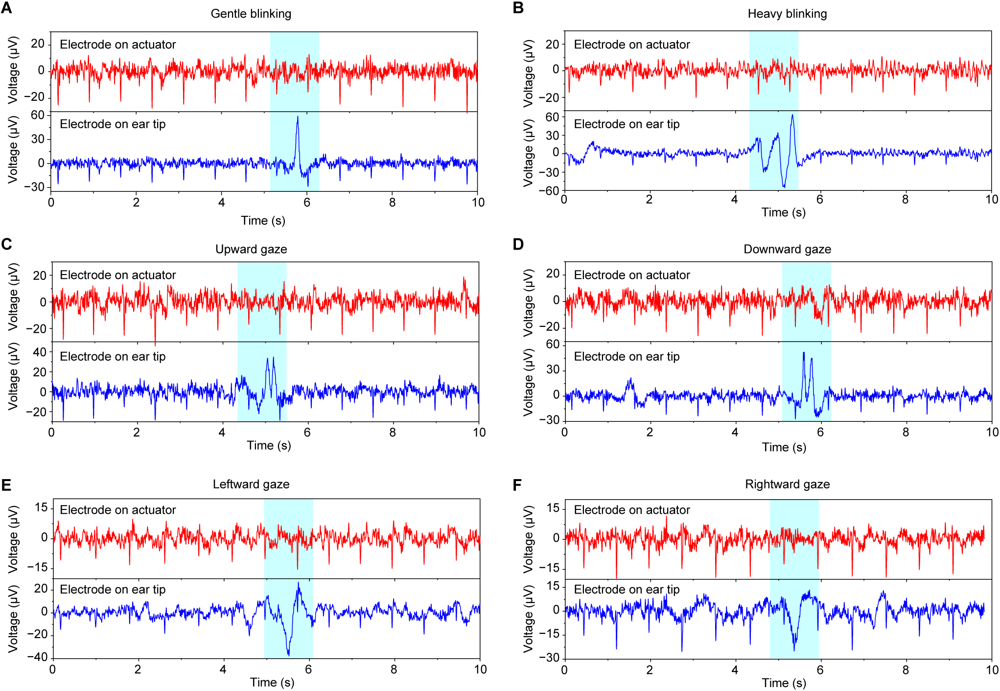 A
Gentle blinking
Voltage (µV)
20
0
−20
Electrode on actuator
Voltage (µV)
60
30
0
−30
Electrode on ear tip
0 2 4 6 8 10
Time (s)
B
Heavy blinking
Voltage (µV)
20
0
−20
Electrode on actuator
Voltage (µV)
60
30
0
−30
−60
Electrode on ear tip
0 2 4 6 8 10
Time (s)
C
Upward gaze
Voltage (µV)
20
0
−20
Electrode on actuator
Voltage (µV)
40
20
0
−20
Electrode on ear tip
0 2 4 6 8 10
Time (s)
D
Downward gaze
Voltage (µV)
20
0
−20
Electrode on actuator
Voltage (µV)
60
30
0
−30
Electrode on ear tip
0 2 4 6 8 10
Time (s)
E
Leftward gaze
Voltage (µV)
15
0
−15
Electrode on actuator
Voltage (µV)
20
0
−20
−40
Electrode on ear tip
0 2 4 6 8 10
Time (s)
F
Rightward gaze
Voltage (µV)
15
0
−15
Electrode on actuator
Voltage (µV)
15
0
−15
−30
Electrode on ear tip
0 2 4 6 8 10
Time (s)